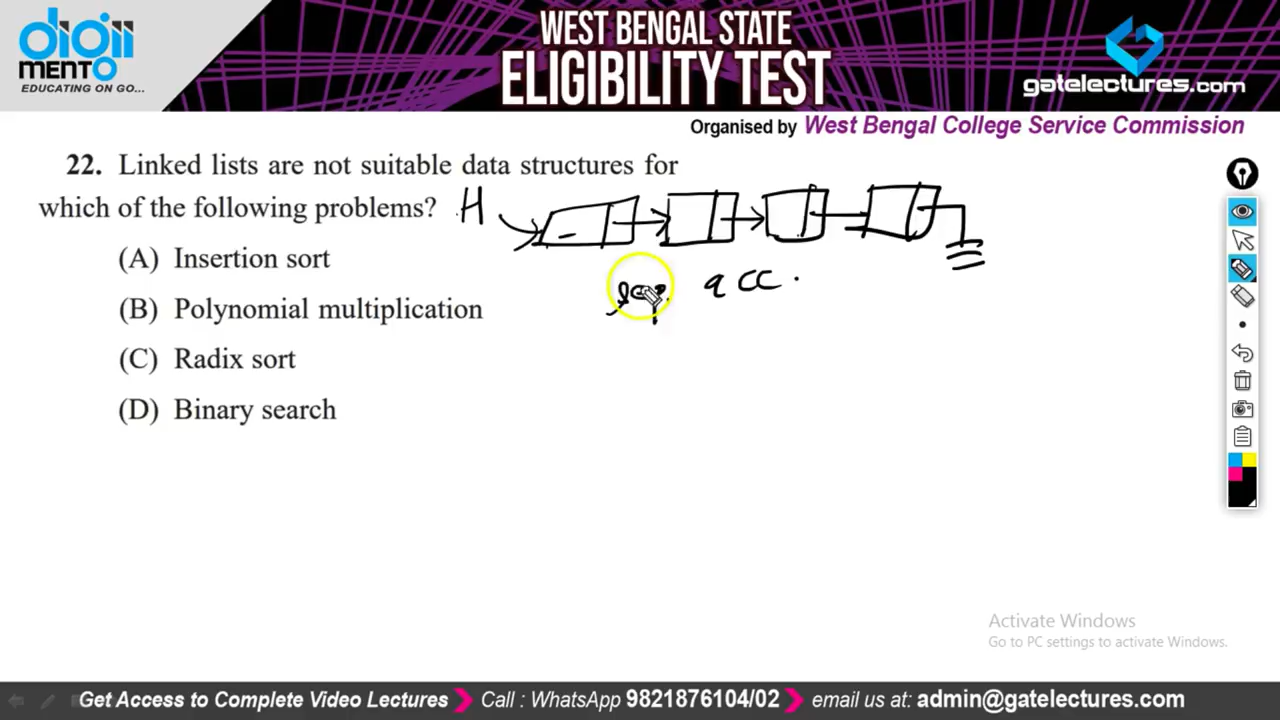 digii
MENTO
EDUCATING ON GO...
WEST BENGAL STATE
ELIGIBILITY TEST
gatelectures.com
Organised by West Bengal College Service Commission
22. Linked lists are not suitable data structures for
which of the following problems? H
(A) Insertion sort
seq. acc.
(B) Polynomial multiplication
(C) Radix sort
(D) Binary search
Activate Windows
Go to PC settings to activate Windows.
Get Access to Complete Video Lectures Call : WhatsApp 9821876104/02 email us at: admin@gatelectures.com